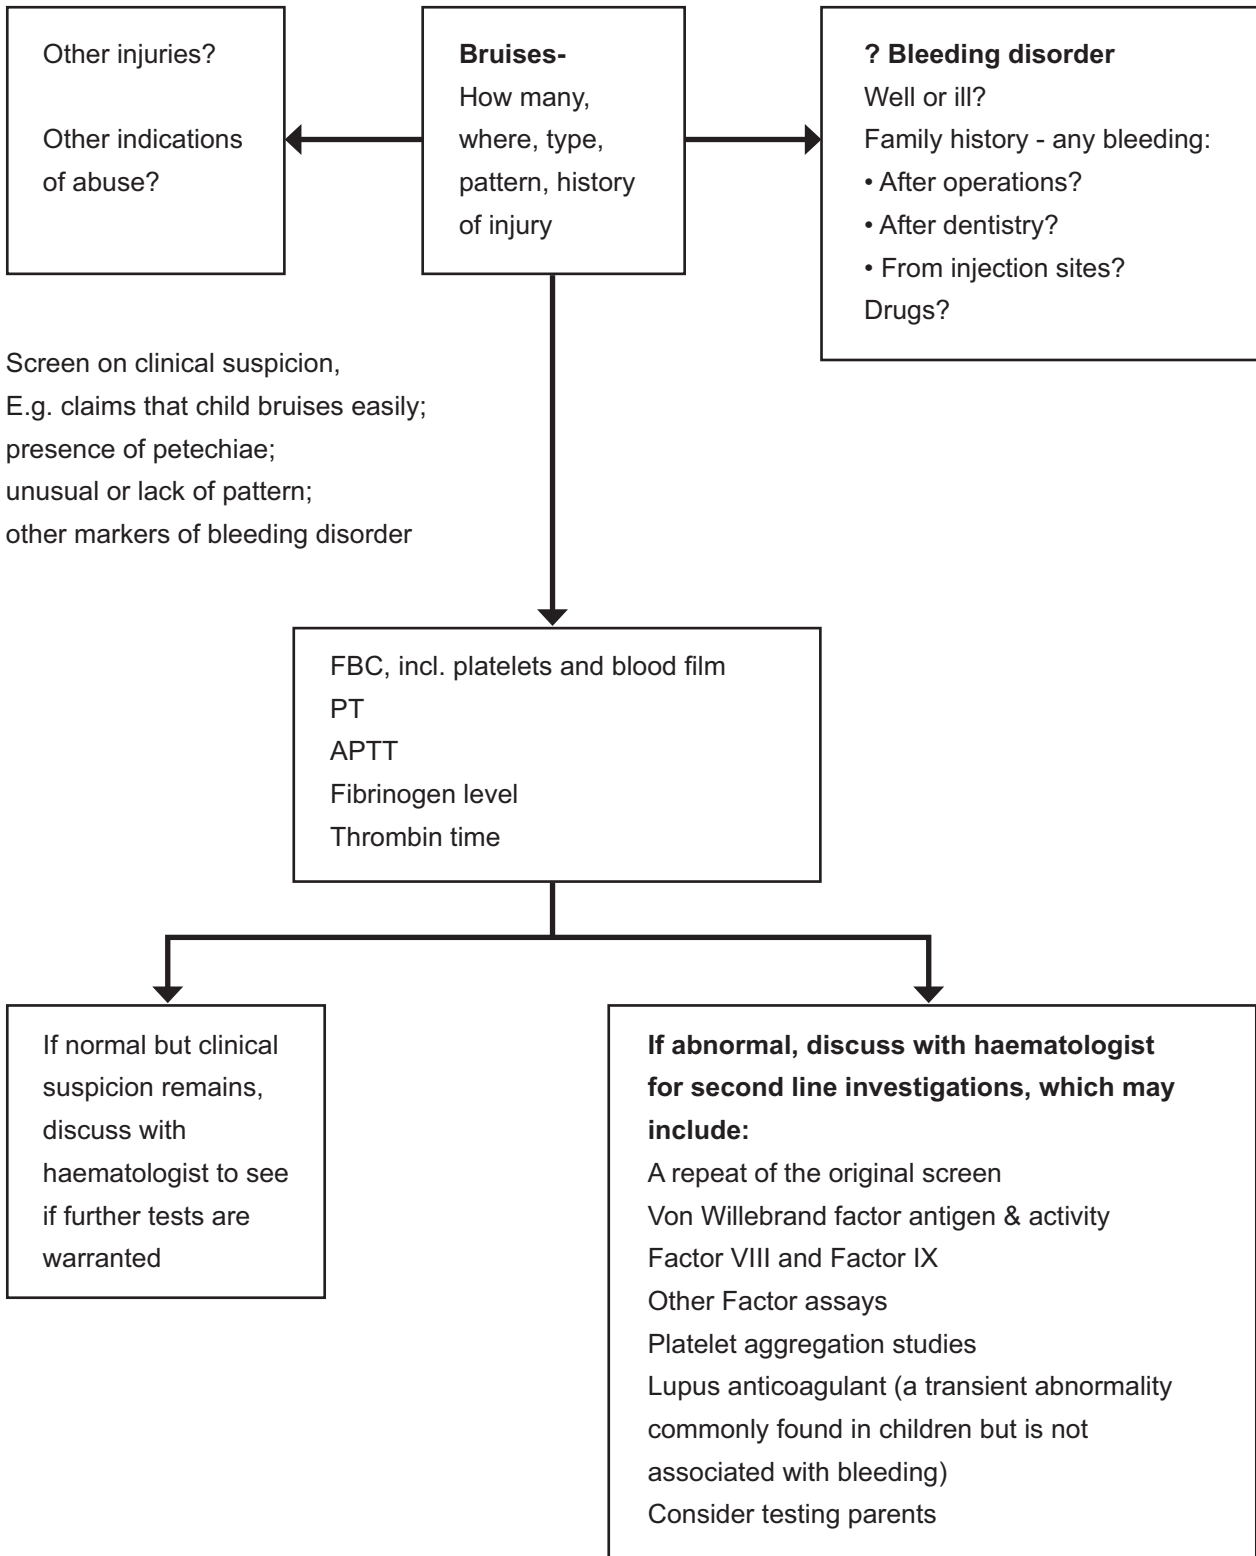 Other injuries?
Other indications
of abuse?
Bruises-
How many,
where, type,
pattern, history
of injury
? Bleeding disorder
Well or ill?
Family history - any bleeding:
• After operations?
• After dentistry?
• From injection sites?
Drugs?
Screen on clinical suspicion,
E.g. claims that child bruises easily;
presence of petechiae;
unusual or lack of pattern;
other markers of bleeding disorder
FBC, incl. platelets and blood film
PT
APTT
Fibrinogen level
Thrombin time
If normal but clinical
suspicion remains,
discuss with
haematologist to see
if further tests are
warranted
If abnormal, discuss with haematologist
for second line investigations, which may
include:
A repeat of the original screen
Von Willebrand factor antigen & activity
Factor VIII and Factor IX
Other Factor assays
Platelet aggregation studies
Lupus anticoagulant (a transient abnormality
commonly found in children but is not
associated with bleeding)
Consider testing parents